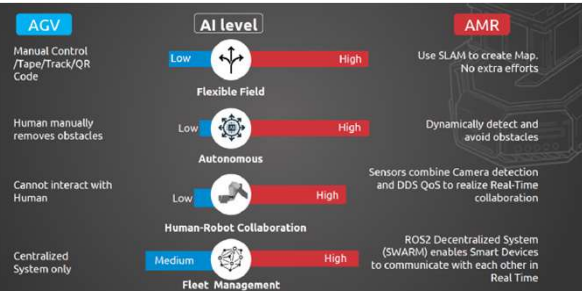 AGV
AI level
AMR
Manual Control
/Tape/Track/QR
Code
Low
High
Flexible Field
Use SLAM to create Map.
No extra efforts
Human manually
removes obstacles
Low
High
Autonomous
Dynamically detect and
avoid obstacles
Cannot interact with
Human
Low
High
Human-Robot Collaboration
Sensors combine Camera detection
and DDS QoS to realize Real-Time
collaboration
Centralized
System only
Medium
High
Fleet Management
ROS2 Decentralized System
(SWARM) enables Smart Devices
to communicate with each other in
Real Time